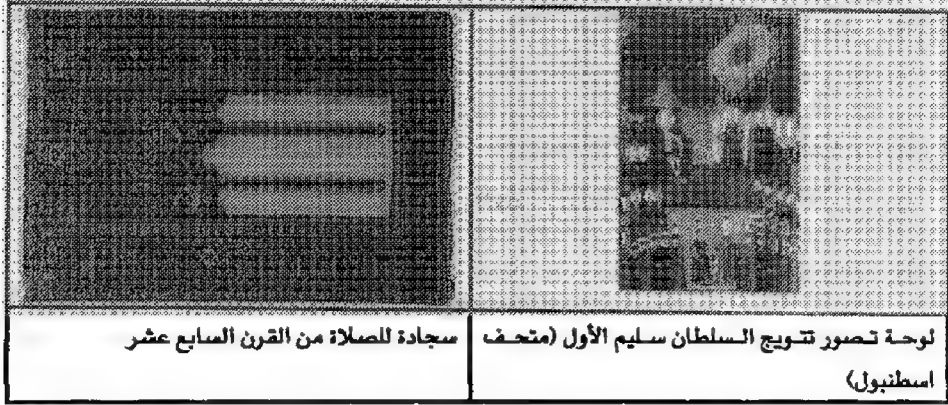 لوحة تصور تتويج السلطان سليم الأول (متحف
اسطنبول)
سجادة للصلاة من القرن السابع عشر